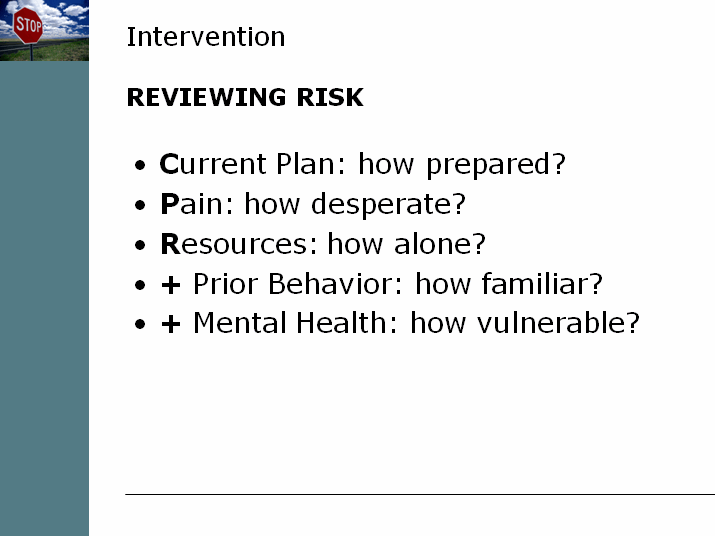 STOP
Intervention
REVIEWING RISK
• Current Plan: how prepared?
• Pain: how desperate?
• Resources: how alone?
• + Prior Behavior: how familiar?
• + Mental Health: how vulnerable?